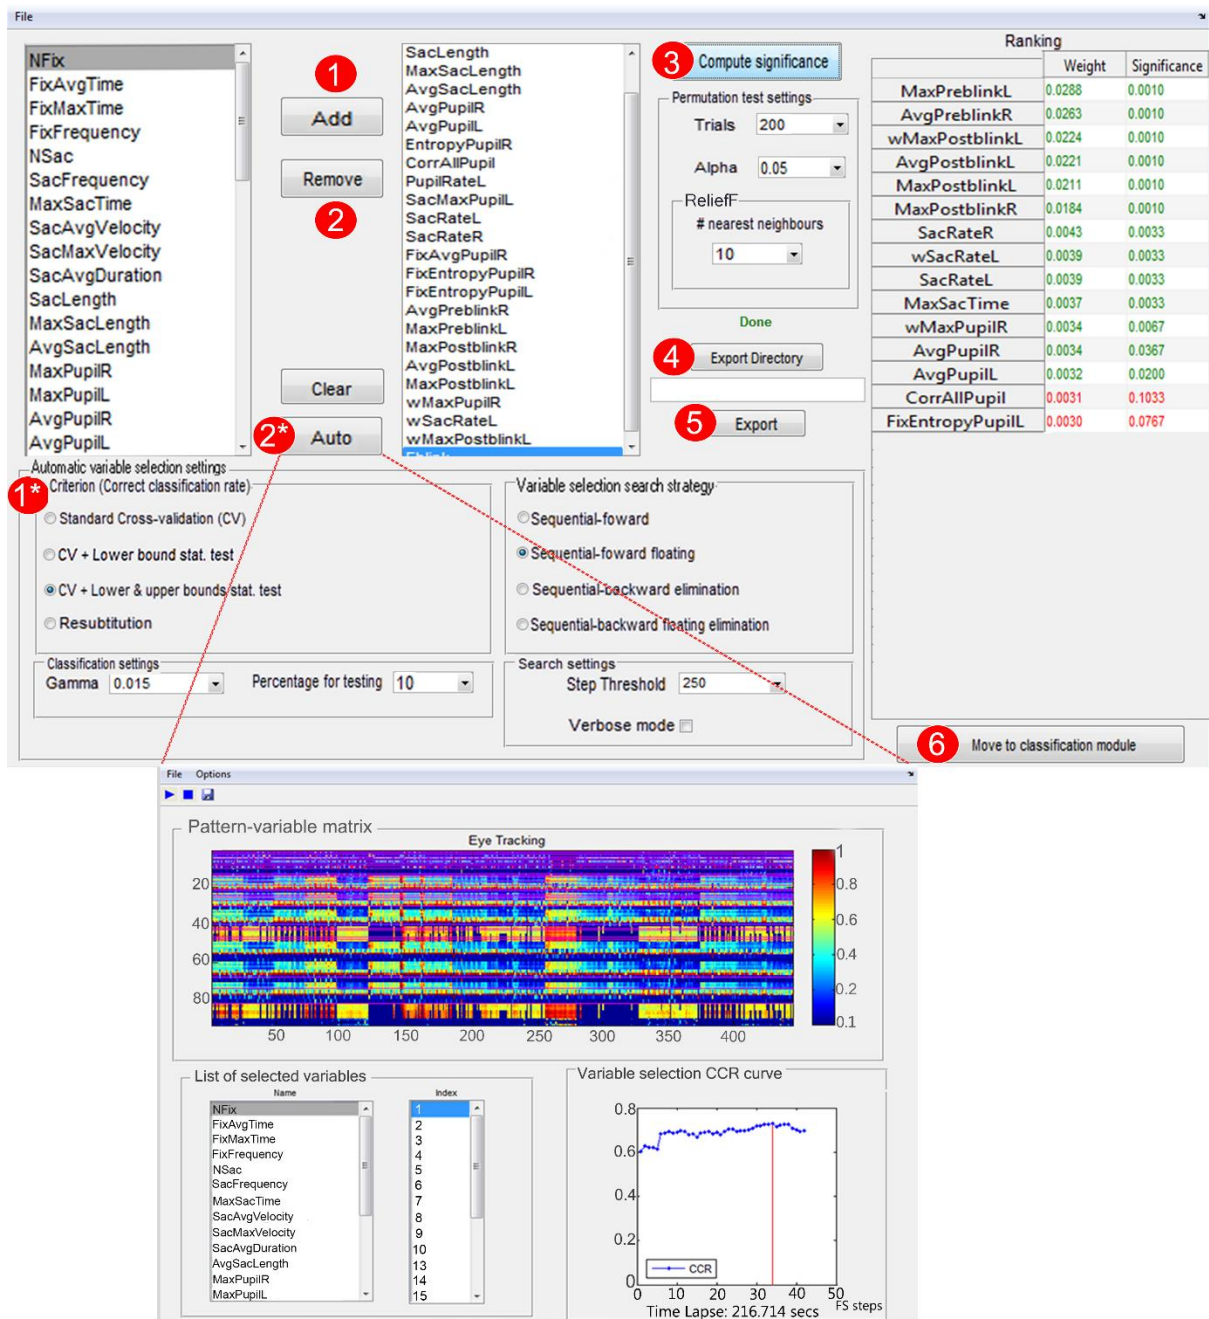 File
NFix
FixAvgTime
FixMaxTime
FixFrequency
NSac
SacFrequency
MaxSacTime
SacAvgVelocity
SacMaxVelocity
SacAvgDuration
SacLength
MaxSacLength
AvgSacLength
MaxPupilR
MaxPupilL
AvgPupilR
AvgPupilL
1
Add
Remove
2
Clear
2*
Auto
SacLength
MaxSacLength
AvgSacLength
AvgPupilR
AvgPupilL
EntropyPupilR
CorrAllPupil
PupilRateL
SacMaxPupilL
SacRateL
SacRateR
FixAvgPupilR
FixEntropyPupilR
FixEntropyPupilL
AvgPreblinkR
MaxPreblinkL
MaxPostblinkR
AvgPostblinkL
MaxPostblinkL
wMaxPupilR
wSacRateL
wMaxPostblinkL
3 Compute significance
Permutation test settings
Trials 200
Alpha 0.05
ReliefF
# nearest neighbours
10
Done
4 Export Directory
5 Export
Ranking
Weight Significance
MaxPreblinkL 0.0288 0.0010
AvgPreblinkR 0.0263 0.0010
wMaxPostblinkL 0.0224 0.0010
AvgPostblinkL 0.0221 0.0010
MaxPostblinkL 0.0211 0.0010
MaxPostblinkR 0.0184 0.0010
SacRateR 0.0043 0.0033
wSacRateL 0.0039 0.0033
SacRateL 0.0039 0.0033
MaxSacTime 0.0037 0.0033
wMaxPupilR 0.0034 0.0067
AvgPupilR 0.0034 0.0367
AvgPupilL 0.0032 0.0200
CorrAllPupil 0.0031 0.1033
FixEntropyPupilL 0.0030 0.0767
6 Move to classification module
Automatic variable selection settings
1* Criterion (Correct classification rate)
Standard Cross-validation (CV)
CV + Lower bound stat. test
CV + Lower & upper bounds stat. test
Resubtitution
Variable selection search strategy
Sequential-foward
Sequential-foward floating
Sequential-backward elimination
Sequential-backward floating elimination
Classification settings
Gamma 0.015
Percentage for testing 10
Search settings
Step Threshold 250
Verbose mode
File Options
Pattern-variable matrix
Eye Tracking
20
40
60
80
50 100 150 200 250 300 350 400
1
0.8
0.6
0.4
0.2
0.1
List of selected variables
Name Index
NFix 1
FixAvgTime 2
FixMaxTime 3
FixFrequency 4
NSac 5
SacFrequency 6
MaxSacTime 7
SacAvgVelocity 8
SacMaxVelocity 9
SacAvgDuration 10
AvgSacLength 13
MaxPupilR 14
MaxPupilL 15
Variable selection CCR curve
0.8
0.6
0.4
0.2
0
CCR
0 10 20 30 40 50
FS steps
Time Lapse: 216.714 secs